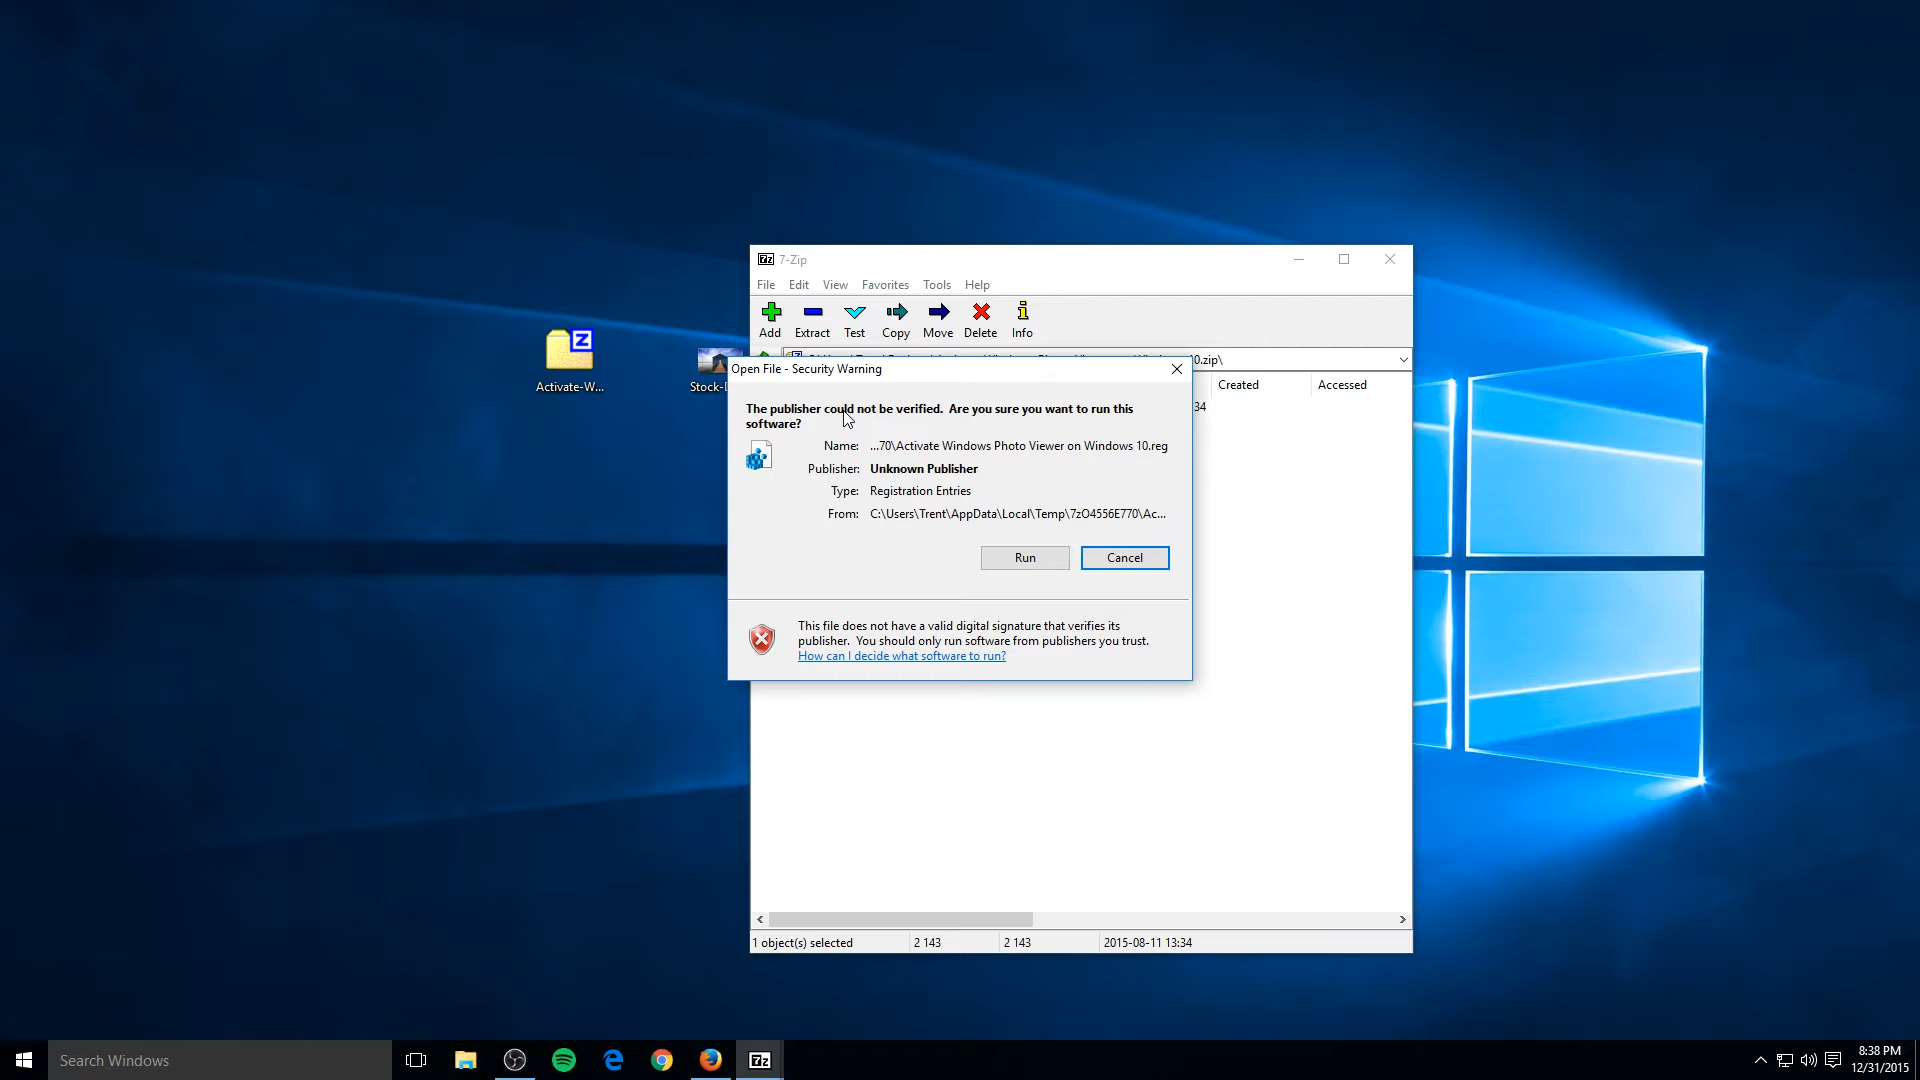 7-Zip
File Edit View Favorites Tools Help
Add Extract Test Copy Move Delete Info
0.zip\
Created Accessed
34
Activate-W...
Open File - Security Warning
The publisher could not be verified. Are you sure you want to run this
software?
Name: ...70\Activate Windows Photo Viewer on Windows 10.reg
Publisher: Unknown Publisher
Type: Registration Entries
From: C:\Users\Trent\AppData\Local\Temp\7zO4556E770\Ac...
Run Cancel
This file does not have a valid digital signature that verifies its
publisher. You should only run software from publishers you trust.
How can I decide what software to run?
1 object(s) selected 2 143 2 143 2015-08-11 13:34
Search Windows
8:38 PM
12/31/2015